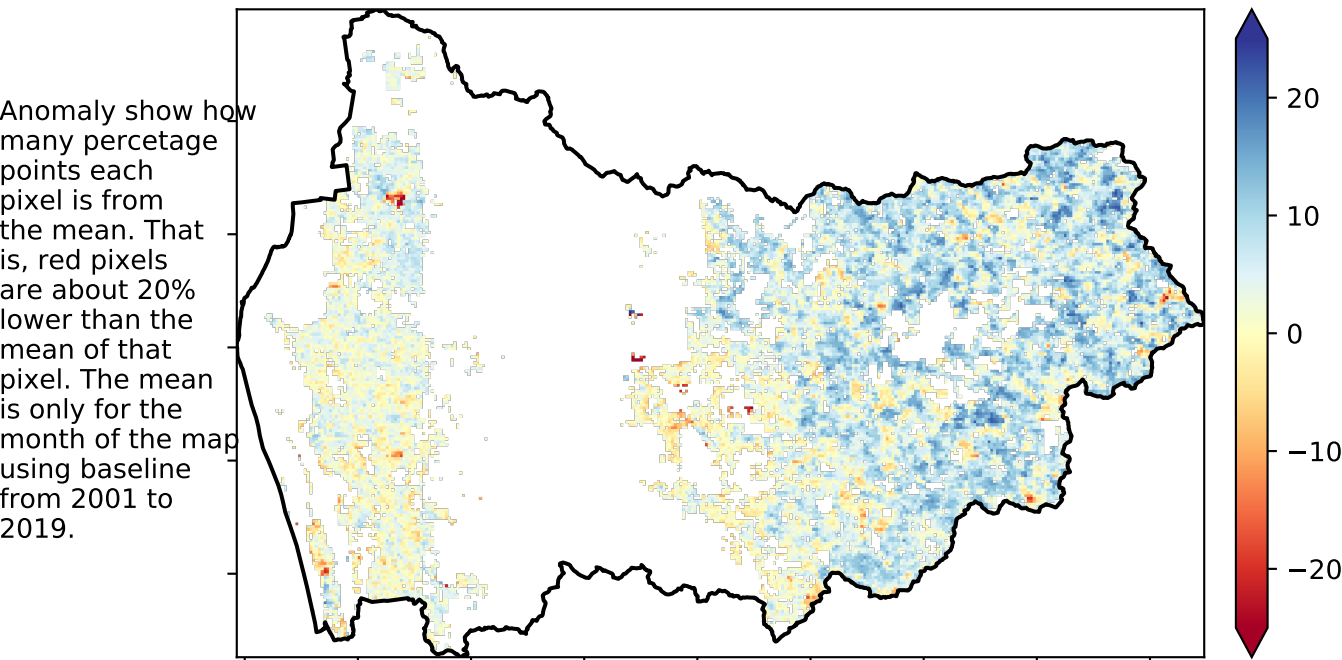 Anomaly show how
many percetage
points each
pixel is from
the mean. That
is, red pixels
are about 20%
lower than the
mean of that
pixel. The mean
is only for the
month of the map
using baseline
from 2001 to
2019.
20
10
0
−10
−20